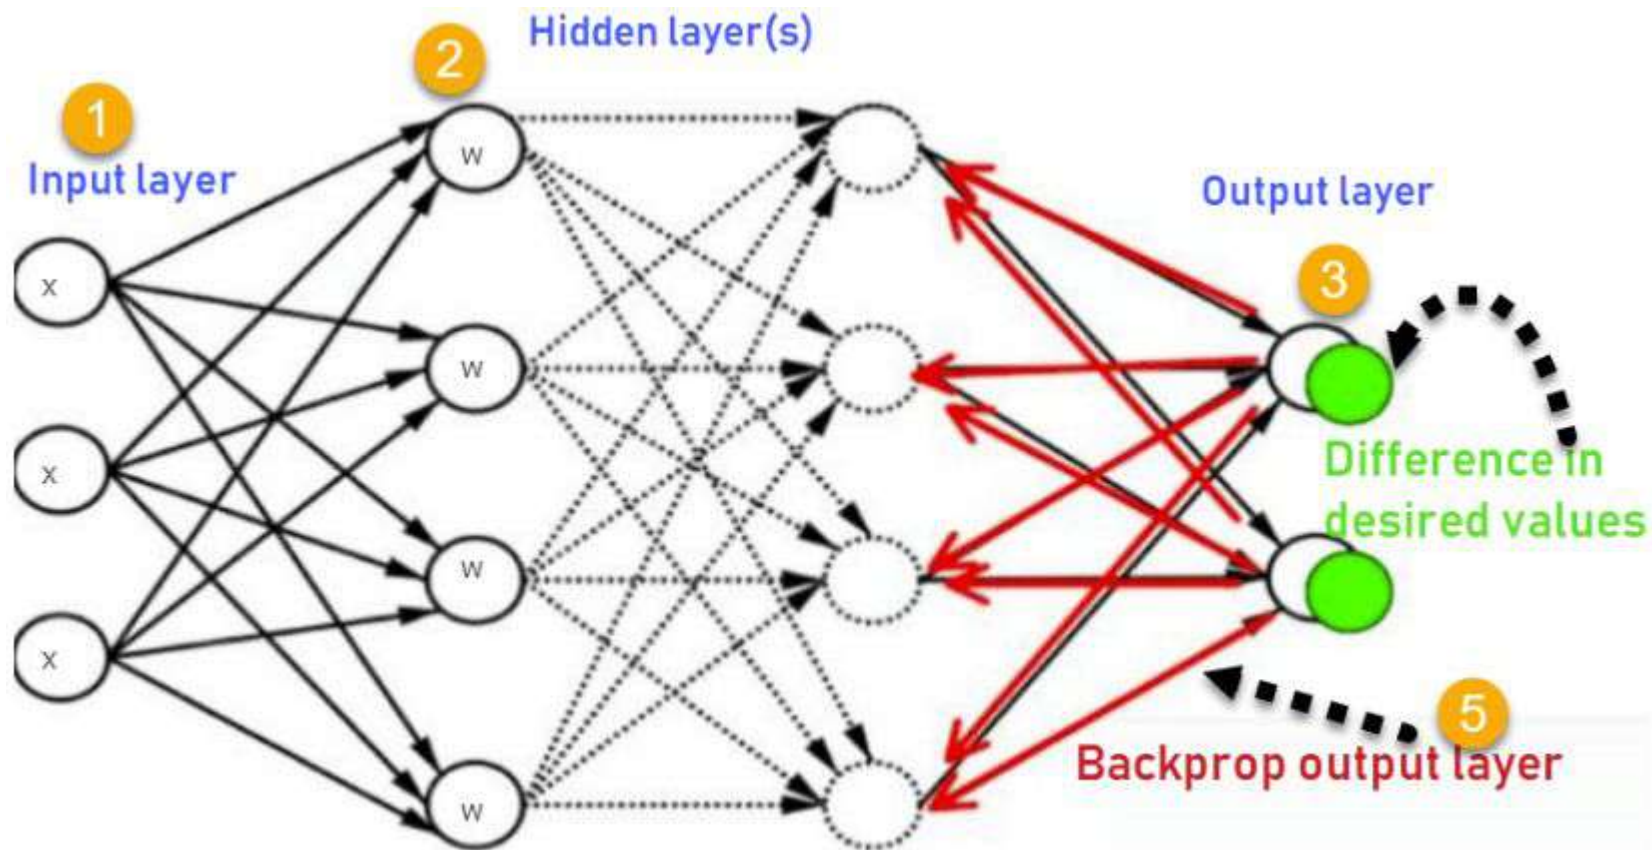 Hidden layer(s)
2
1
Input layer
Output layer
3
x
x
x
w
w
w
w
Difference in
desired values
5
Backprop output layer